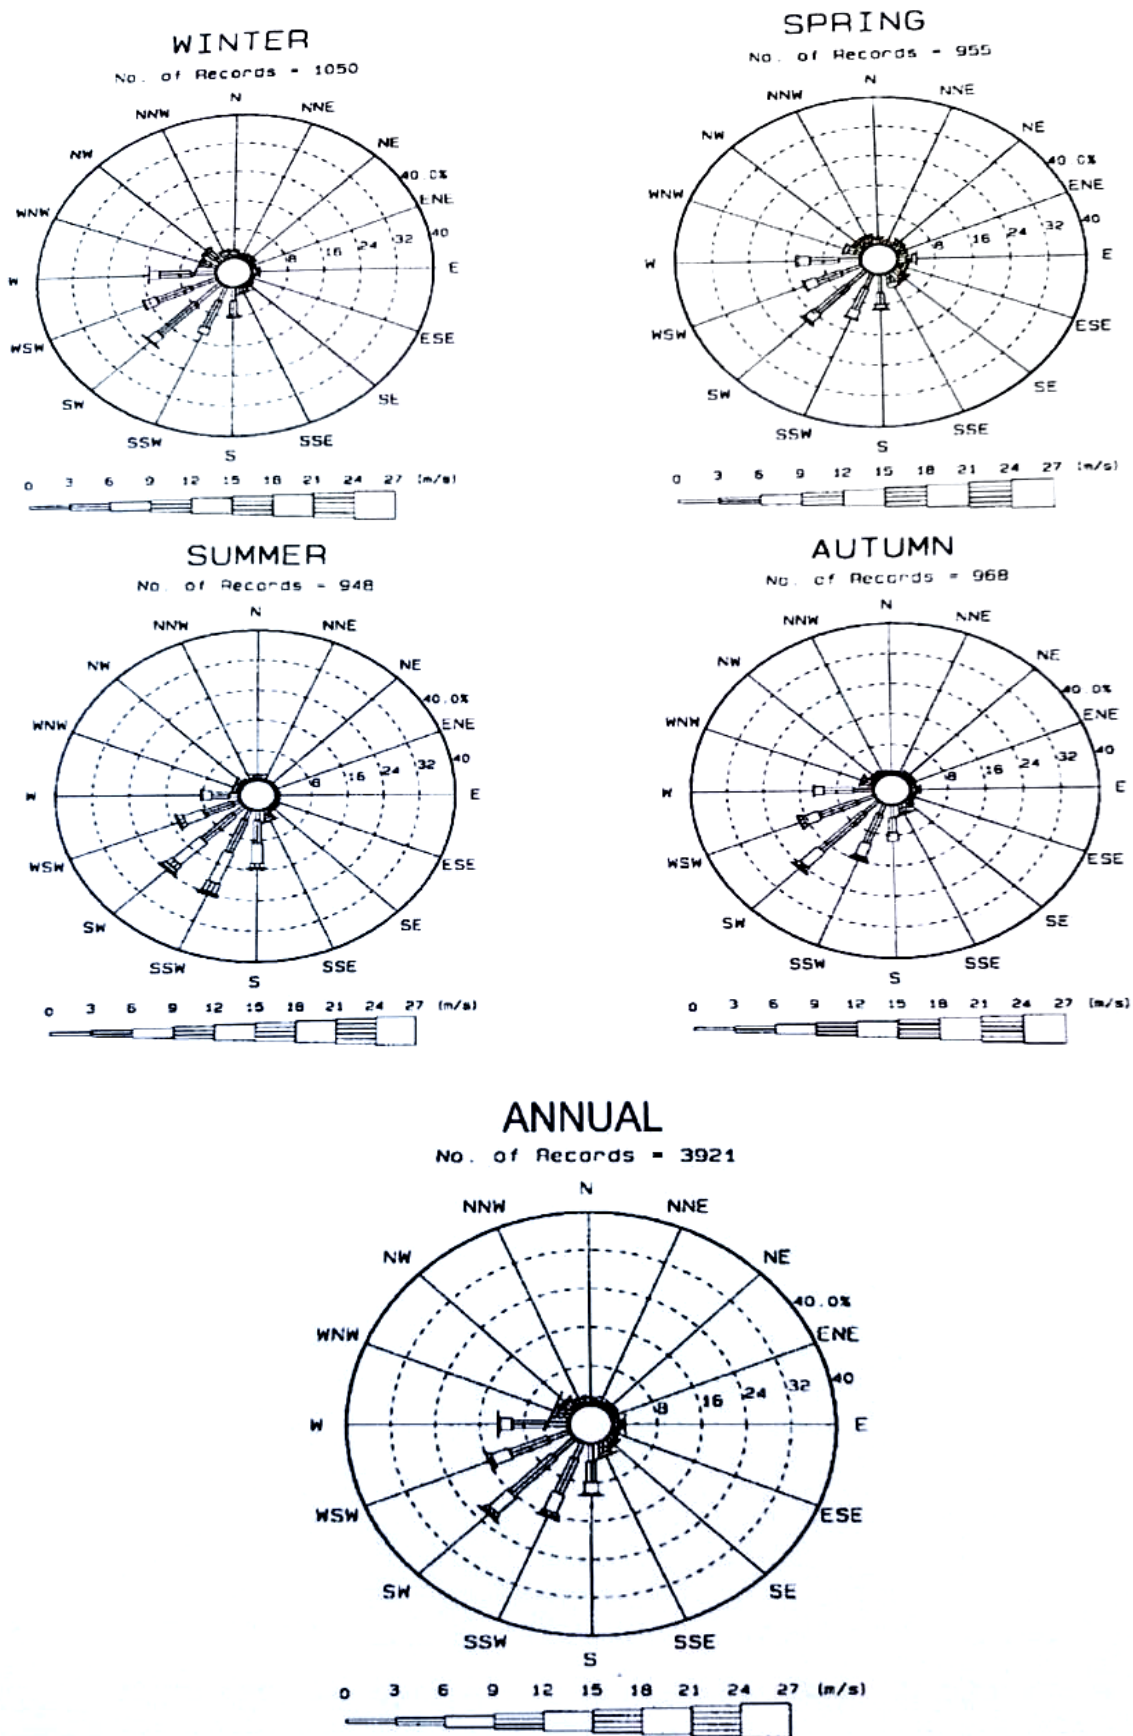 WINTER
No. of Records = 1050
N
NNW
NNE
NW
NE
40.0%
WNW
ENE
8 16 24 32 40
W
E
WSW
ESE
SW
SE
SSW
SSE
S
0 3 6 9 12 15 18 21 24 27 (m/s)
SPRING
No. of Records = 955
N
NNW
NNE
NW
NE
40.0%
WNW
ENE
8 16 24 32 40
W
E
WSW
ESE
SW
SE
SSW
SSE
S
0 3 6 9 12 15 18 21 24 27 (m/s)
SUMMER
No. of Records = 948
N
NNW
NNE
NW
NE
40.0%
WNW
ENE
8 16 24 32 40
W
E
WSW
ESE
SW
SE
SSW
SSE
S
0 3 6 9 12 15 18 21 24 27 (m/s)
AUTUMN
No. of Records = 968
N
NNW
NNE
NW
NE
40.0%
WNW
ENE
8 16 24 32 40
W
E
WSW
ESE
SW
SE
SSW
SSE
S
0 3 6 9 12 15 18 21 24 27 (m/s)
ANNUAL
No. of Records = 3921
N
NNW
NNE
NW
NE
40.0%
WNW
ENE
8 16 24 32 40
W
E
WSW
ESE
SW
SE
SSW
SSE
S
0 3 6 9 12 15 18 21 24 27 (m/s)